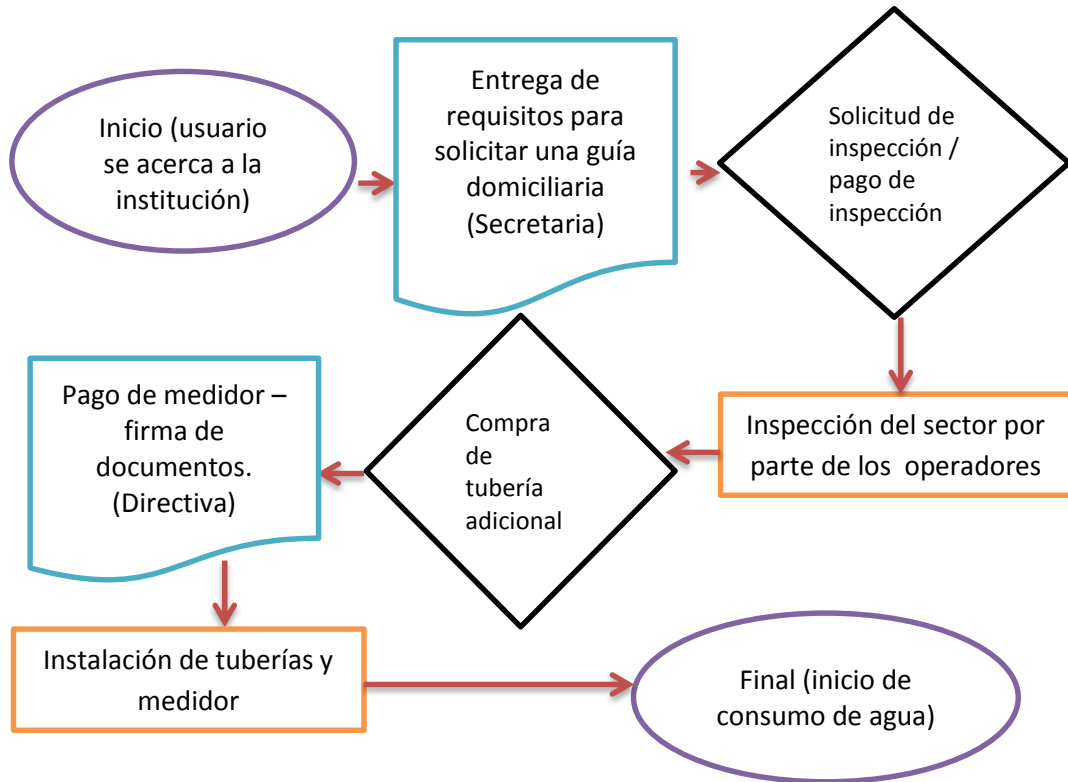 Inicio (usuario
se acerca a la
institución)
Entrega de
requisitos para
solicitar una guía
domiciliaria
(Secretaria)
Solicitud de
inspección /
pago de
inspección
Inspección del sector por
parte de los operadores
Compra
de
tubería
adicional
Pago de medidor –
firma de
documentos.
(Directiva)
Instalación de tuberías y
medidor
Final (inicio de
consumo de agua)